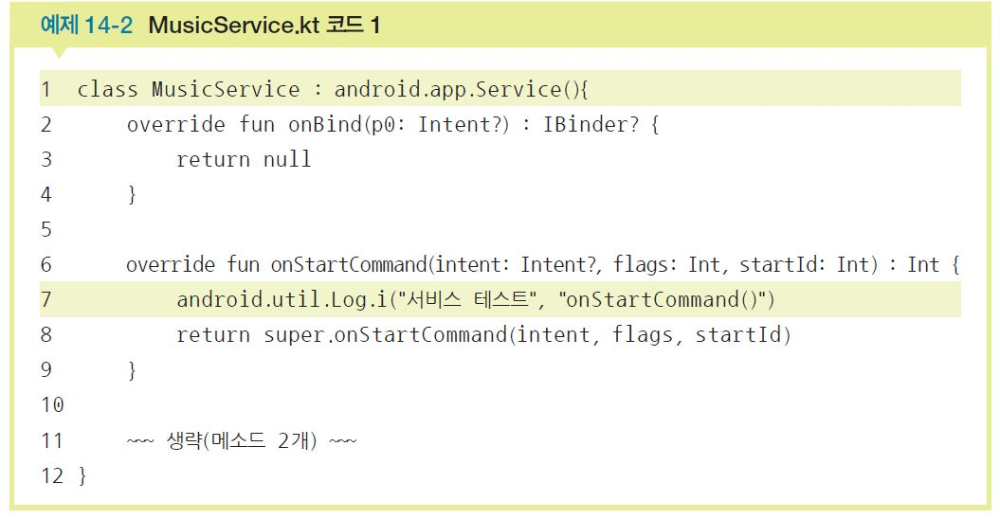 예제 14-2 MusicService.kt 코드 1
1 class MusicService : android.app.Service(){
2     override fun onBind(p0: Intent?) : IBinder? {
3         return null
4     }
5
6     override fun onStartCommand(intent: Intent?, flags: Int, startId: Int) : Int {
7         android.util.Log.i("서비스 테스트", "onStartCommand()")
8         return super.onStartCommand(intent, flags, startId)
9     }
10
11     ~~~ 생략(메소드 2개) ~~~
12 }